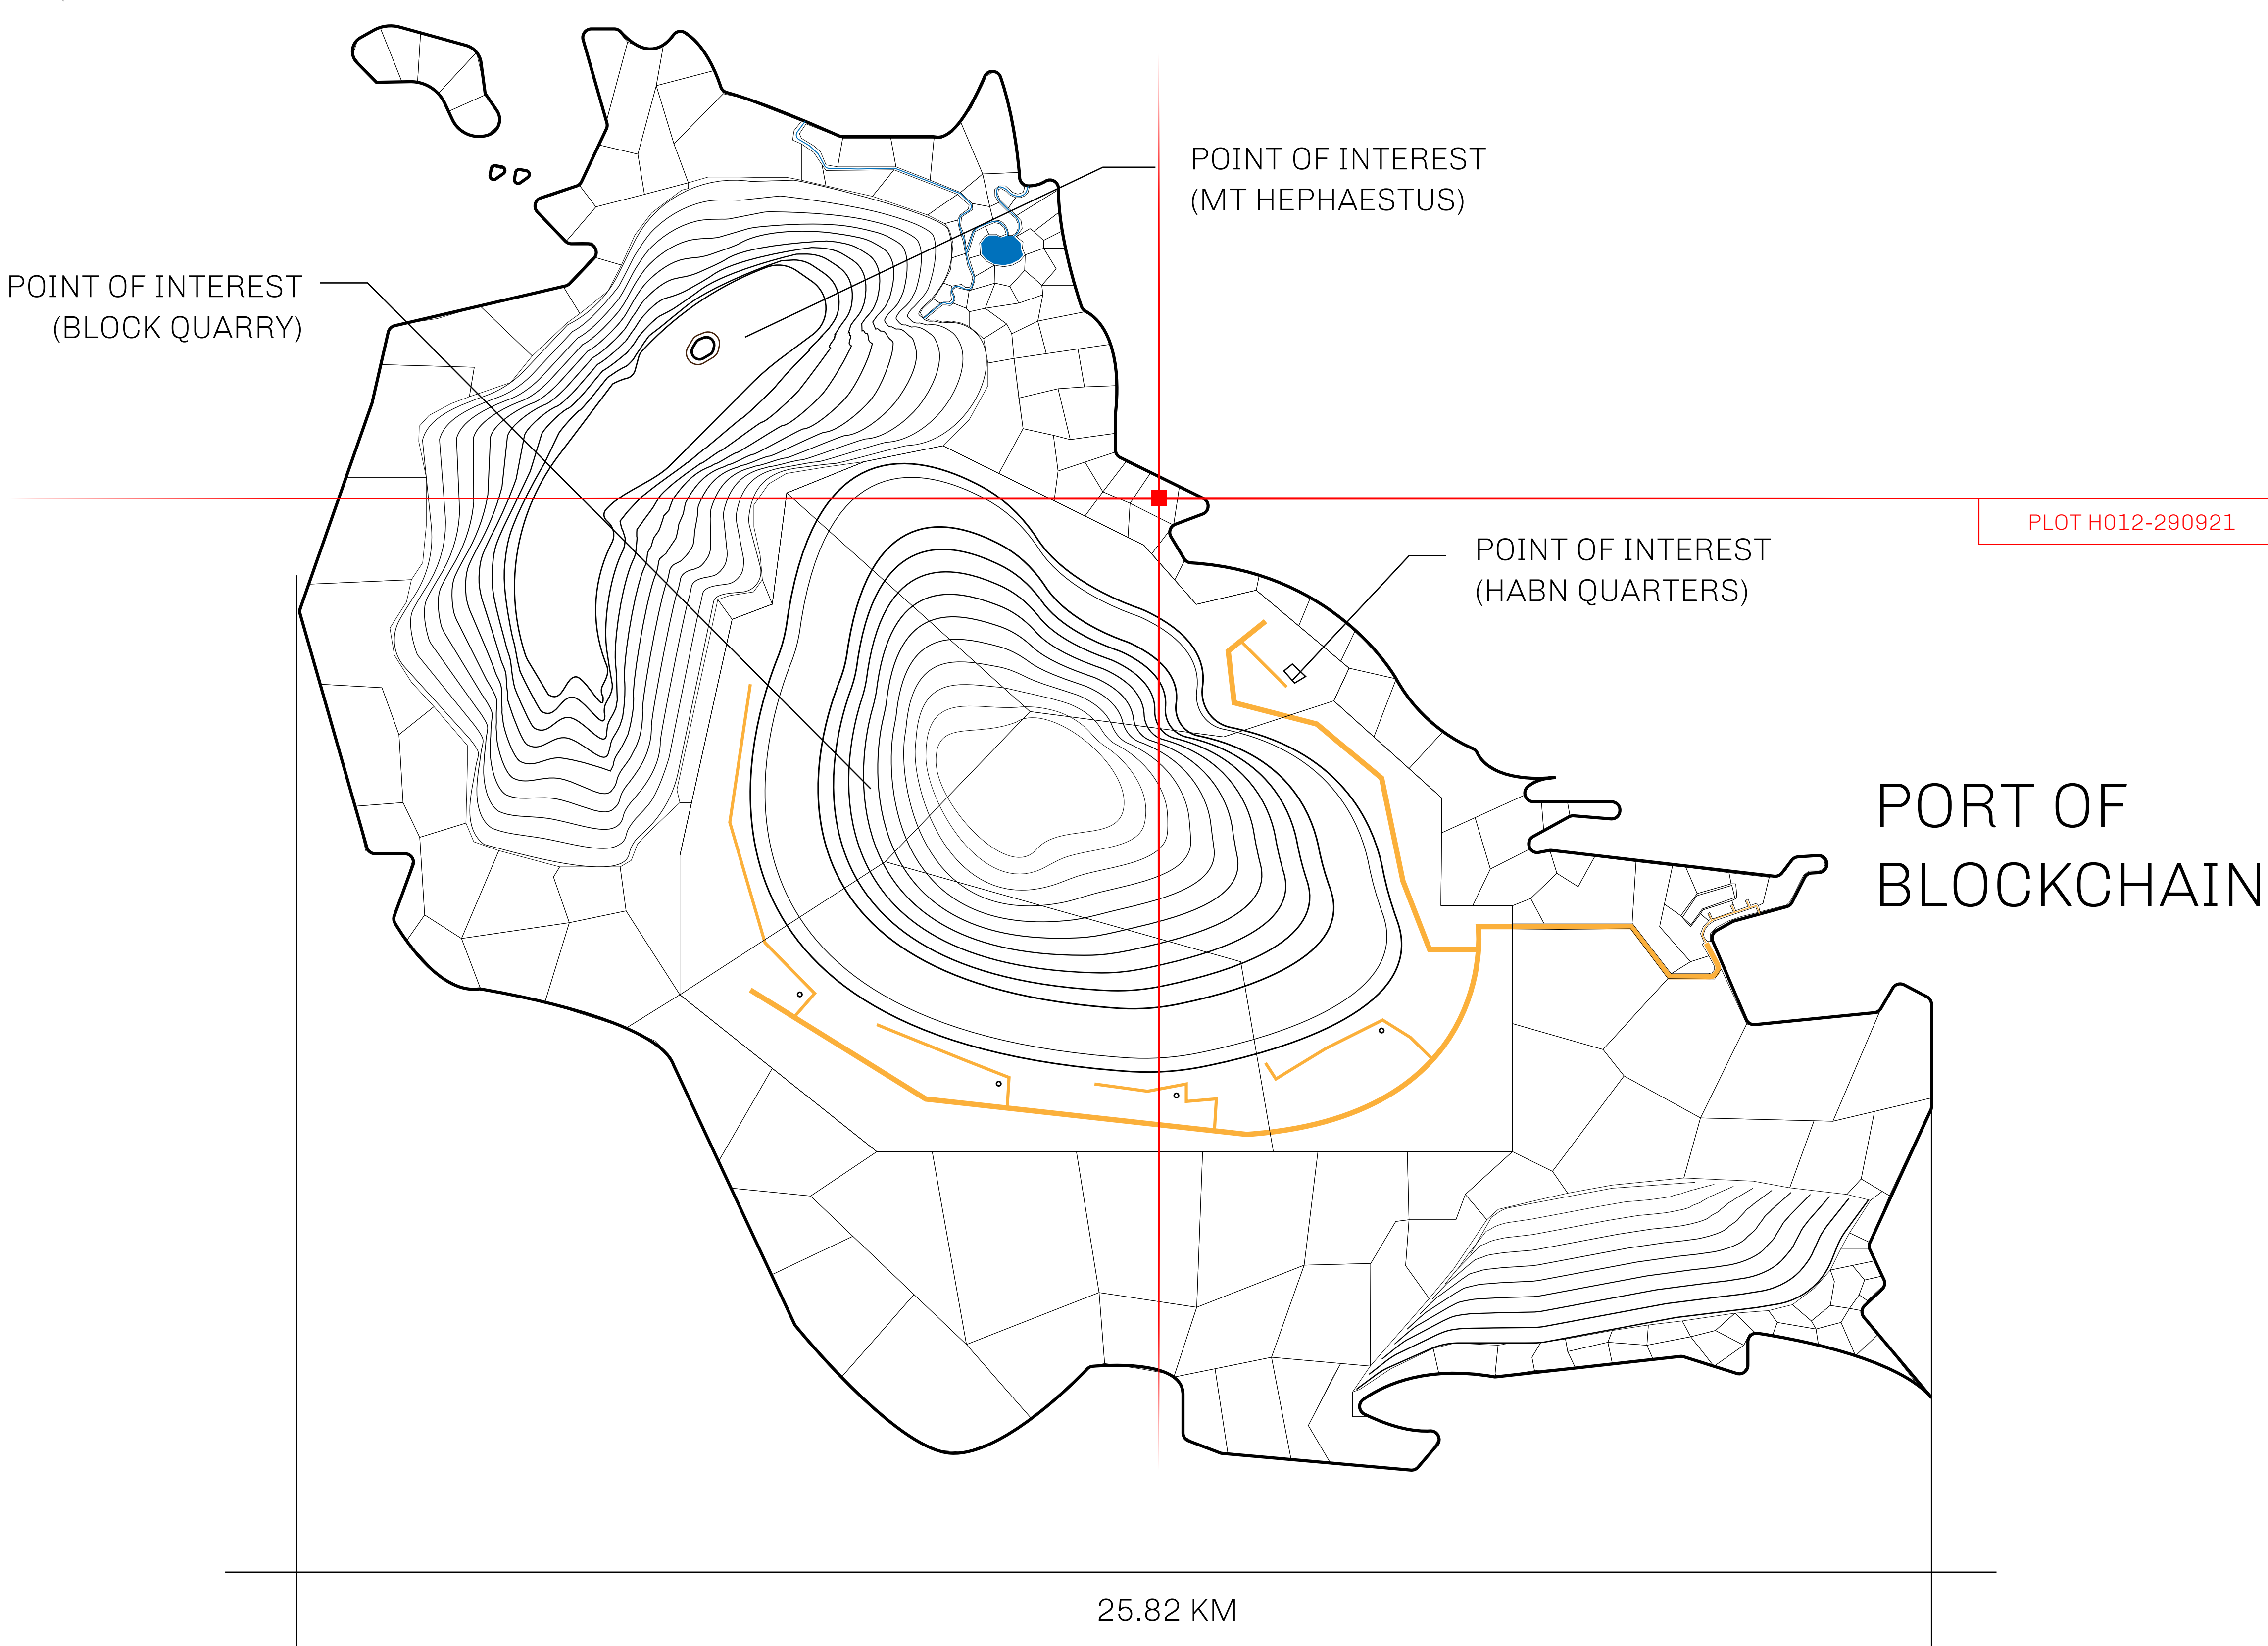 POINT OF INTEREST
(MT HEPHAESTUS)
POINT OF INTEREST
(BLOCK QUARRY)
PLOT H012-290921
POINT OF INTEREST
(HABN QUARTERS)
PORT OF
BLOCKCHAIN
25.82 KM